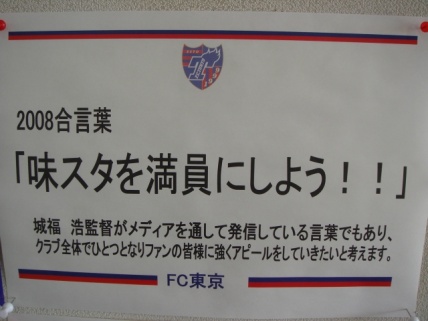 2008合言葉
「味スタを満員にしよう！！」
城福 浩監督がメディアを通して発信している言葉でもあり、
クラブ全体でひとつとなりファンの皆様に強くアピールをしていきたいと考えます。
FC東京